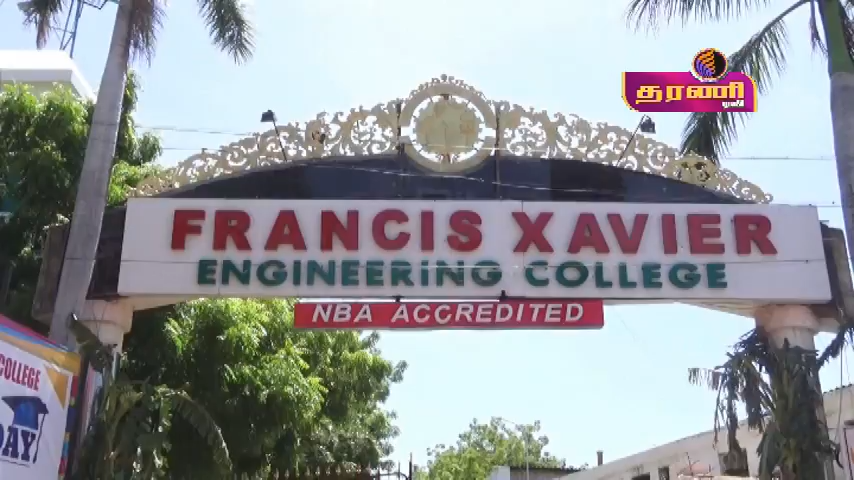 தரணி
டிவி
FRANCIS XAVIER
ENGINEERING COLLEGE
NBA ACCREDITED
COLLEGE
DAY